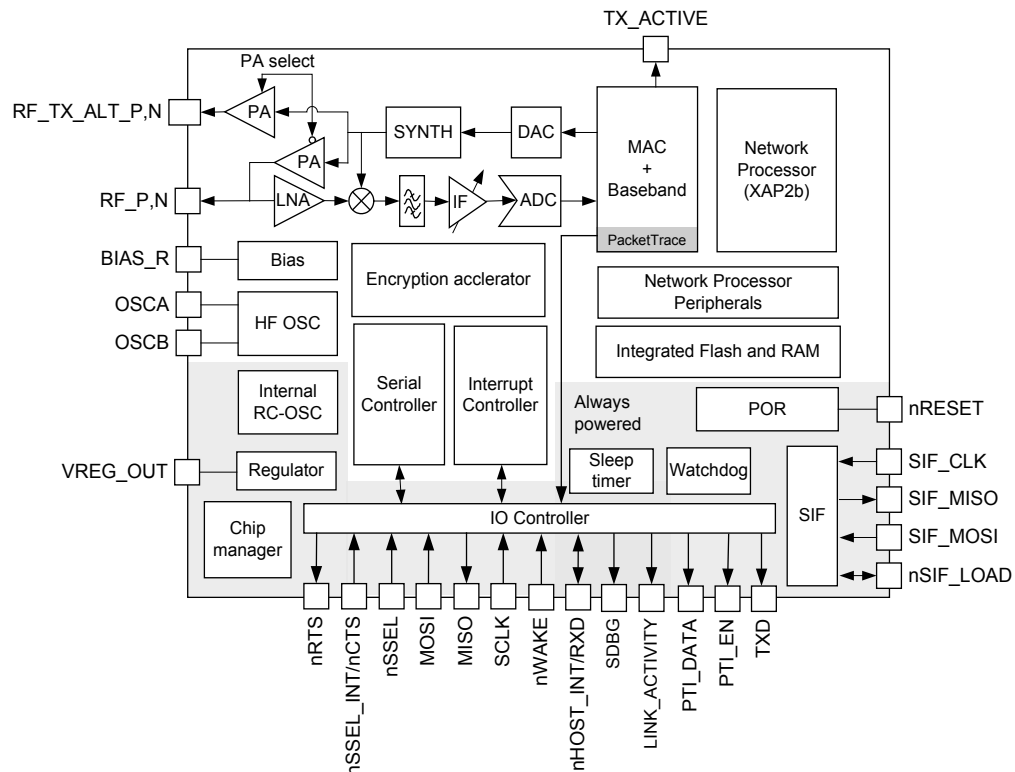 TX_ACTIVE
PA select
RF_TX_ALT_P,N
PA
SYNTH
DAC
MAC
+
Baseband
Network
Processor
(XAP2b)
PA
RF_P,N
LNA
IF
ADC
PacketTrace
BIAS_R
Bias
Encryption acclerator
Network Processor
Peripherals
OSCA
HF OSC
OSCB
Integrated Flash and RAM
Serial
Controller
Interrupt
Controller
Internal
RC-OSC
Always
powered
POR
nRESET
VREG_OUT
Regulator
Sleep
timer
Watchdog
SIF
SIF_CLK
SIF_MISO
SIF_MOSI
nSIF_LOAD
Chip
manager
IO Controller
nRTS
nSSEL_INT/nCTS
nSSEL
MOSI
MISO
SCLK
nWAKE
nHOST_INT/RXD
SDBG
LINK_ACTIVITY
PTI_DATA
PTI_EN
TXD